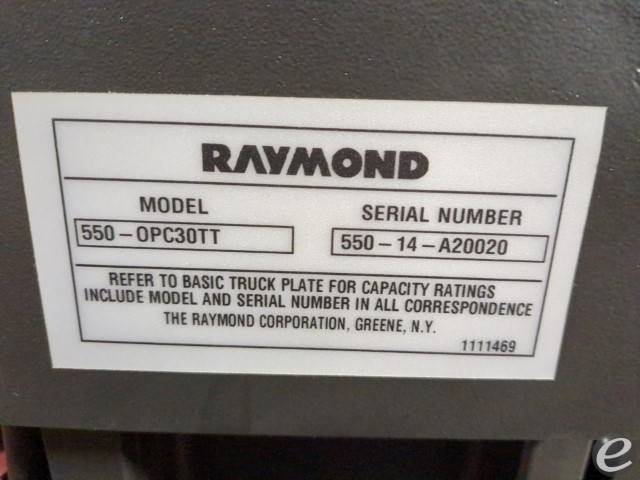 RAYMOND
MODEL
550-OPC30TT
SERIAL NUMBER
550-14-A20020
REFER TO BASIC TRUCK PLATE FOR CAPACITY RATINGS
INCLUDE MODEL AND SERIAL NUMBER IN ALL CORRESPONDENCE
THE RAYMOND CORPORATION, GREENE, N.Y.
1111469
e